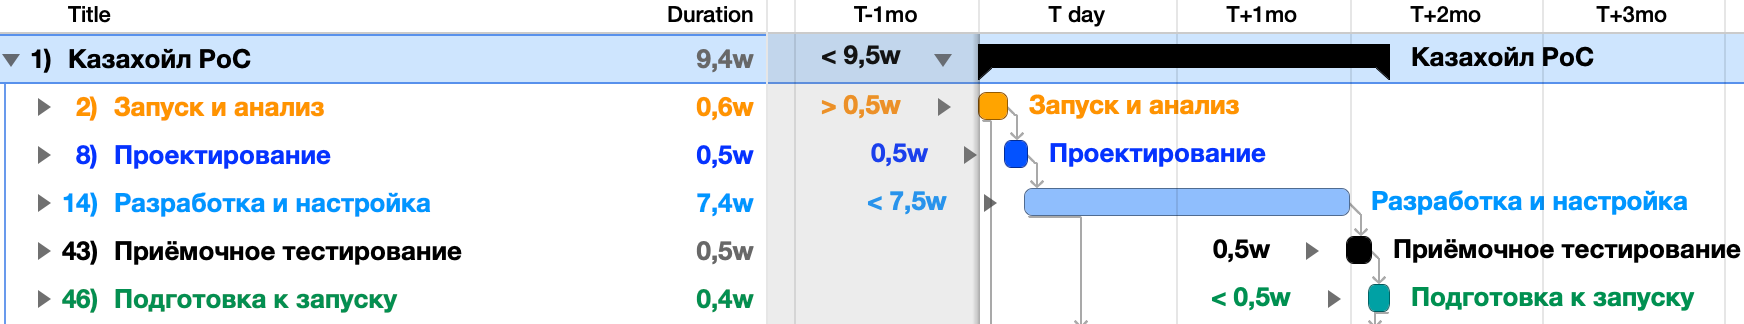 Title Duration T-1mo T day T+1mo T+2mo T+3mo
1) Казахойл PoC 9,4w < 9,5w Казахойл PoC
2) Запуск и анализ 0,6w > 0,5w Запуск и анализ
8) Проектирование 0,5w 0,5w Проектирование
14) Разработка и настройка 7,4w < 7,5w Разработка и настройка
43) Приёмочное тестирование 0,5w 0,5w Приёмочное тестирование
46) Подготовка к запуску 0,4w < 0,5w Подготовка к запуску